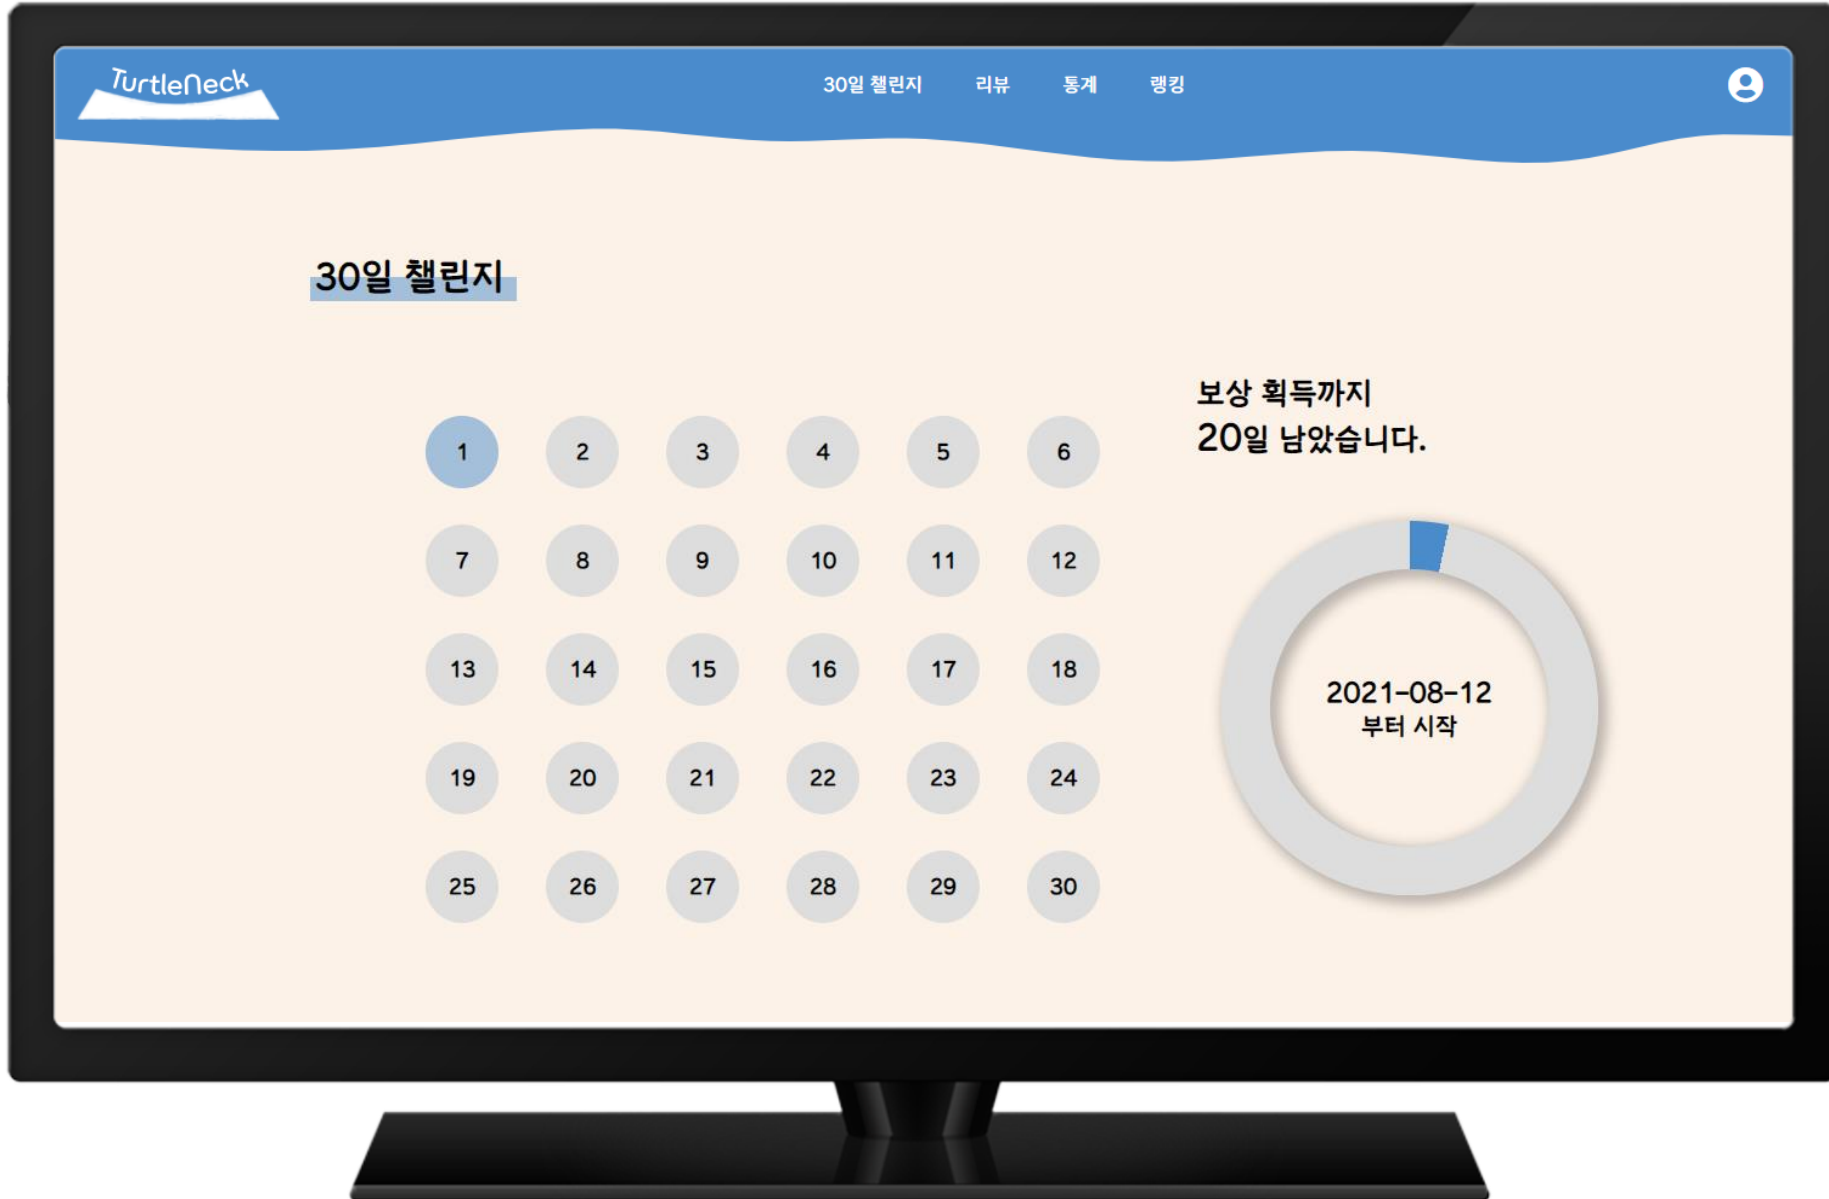 TurtleNeck
30일 챌린지 리뷰 통계 랭킹
30일 챌린지
보상 획득까지
20일 남았습니다.
1 2 3 4 5 6
7 8 9 10 11 12
13 14 15 16 17 18
19 20 21 22 23 24
25 26 27 28 29 30
2021-08-12
부터 시작